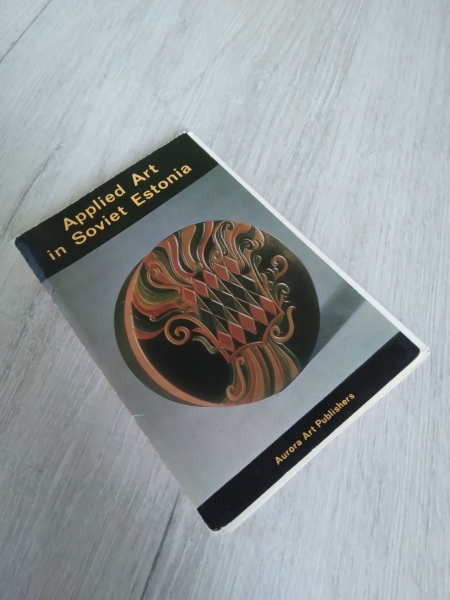 Applied Art
in Soviet Estonia
Aurora Art Publishers